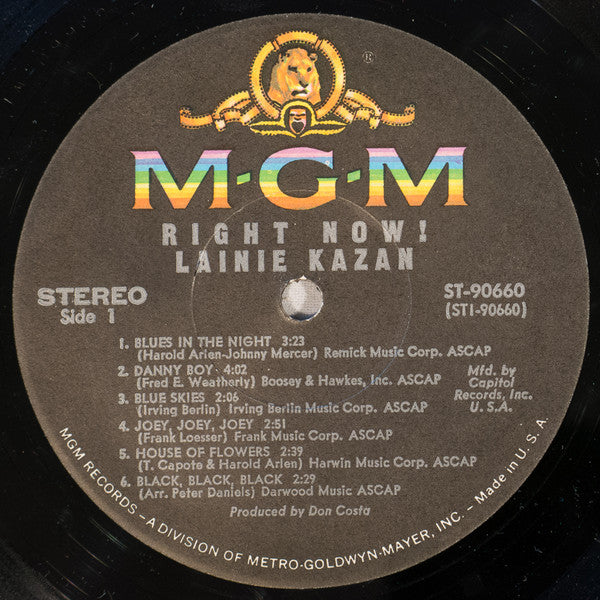 ®
M·G·M
RIGHT NOW!
LAINIE KAZAN
STEREO
Side 1
ST-90660
(ST1-90660)
1. BLUES IN THE NIGHT 3:23
(Harold Arlen-Johnny Mercer) Remick Music Corp. ASCAP
2. DANNY BOY 4:02
(Fred E. Weatherly) Boosey & Hawkes, Inc. ASCAP
3. BLUE SKIES 2:06
(Irving Berlin) Irving Berlin Music Corp. ASCAP
4. JOEY, JOEY, JOEY 2:51
(Frank Loesser) Frank Music Corp. ASCAP
5. HOUSE OF FLOWERS 2:39
(T. Capote & Harold Arlen) Harwin Music Corp. ASCAP
6. BLACK, BLACK, BLACK 2:29
(Arr. Peter Daniels) Darwood Music ASCAP
Mfd. by
Capitol
Records, Inc.
U.S.A.
Produced by Don Costa
MGM RECORDS – A DIVISION OF METRO-GOLDWYN-MAYER, INC. – Made in U.S.A.